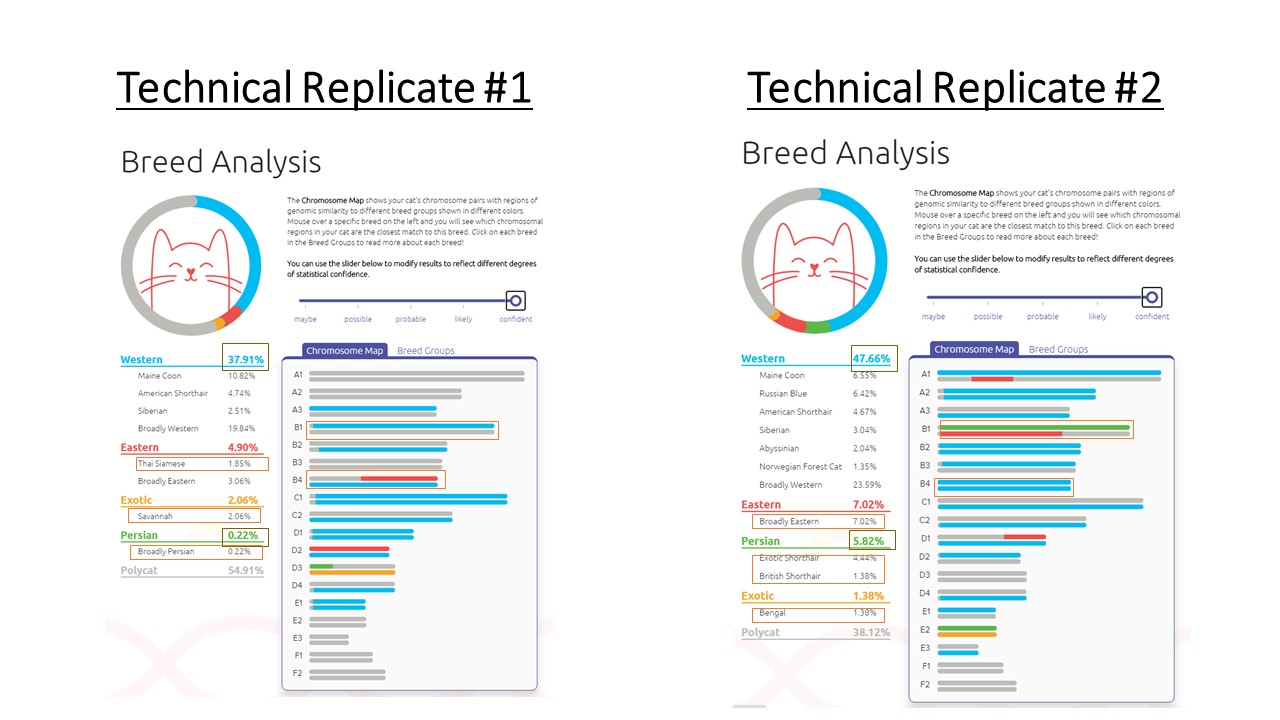 Technical Replicate #1
Breed Analysis
The Chromosome Map shows your cat's chromosome pairs with regions of
genomic similarity to different breed groups shown in different colors.
Mouse over a specific breed on the left and you will see which chromosomal
regions in your cat are the closest match to this breed. Click on each breed
in the Breed Groups to read more about each breed!
You can use the slider below to modify results to reflect different degrees
of statistical confidence.
maybe possible probable likely confident
Western 37.91%
Maine Coon 10.82%
American Shorthair 4.74%
Siberian 2.51%
Broadly Western 19.84%
Eastern 4.90%
Thai Siamese 1.85%
Broadly Eastern 3.06%
Exotic 2.06%
Savannah 2.06%
Persian 0.22%
Broadly Persian 0.22%
Polycat 54.91%
Chromosome Map Breed Groups
A1
A2
A3
B1
B2
B3
B4
C1
C2
D1
D2
D3
D4
E1
E2
E3
F1
F2
Technical Replicate #2
Breed Analysis
The Chromosome Map shows your cat's chromosome pairs with regions of
genomic similarity to different breed groups shown in different colors.
Mouse over a specific breed on the left and you will see which chromosomal
regions in your cat are the closest match to this breed. Click on each breed
in the Breed Groups to read more about each breed!
You can use the slider below to modify results to reflect different degrees
of statistical confidence.
maybe possible probable likely confident
Western 47.66%
Maine Coon 6.55%
Russian Blue 6.42%
American Shorthair 4.67%
Siberian 3.04%
Abyssinian 2.04%
Norwegian Forest Cat 1.35%
Broadly Western 23.59%
Eastern 7.02%
Broadly Eastern 7.02%
Persian 5.82%
Exotic Shorthair 4.44%
British Shorthair 1.38%
Exotic 1.38%
Bengal 1.38%
Polycat 38.12%
Chromosome Map Breed Groups
A1
A2
A3
B1
B2
B3
B4
C1
C2
D1
D2
D3
D4
E1
E2
E3
F1
F2